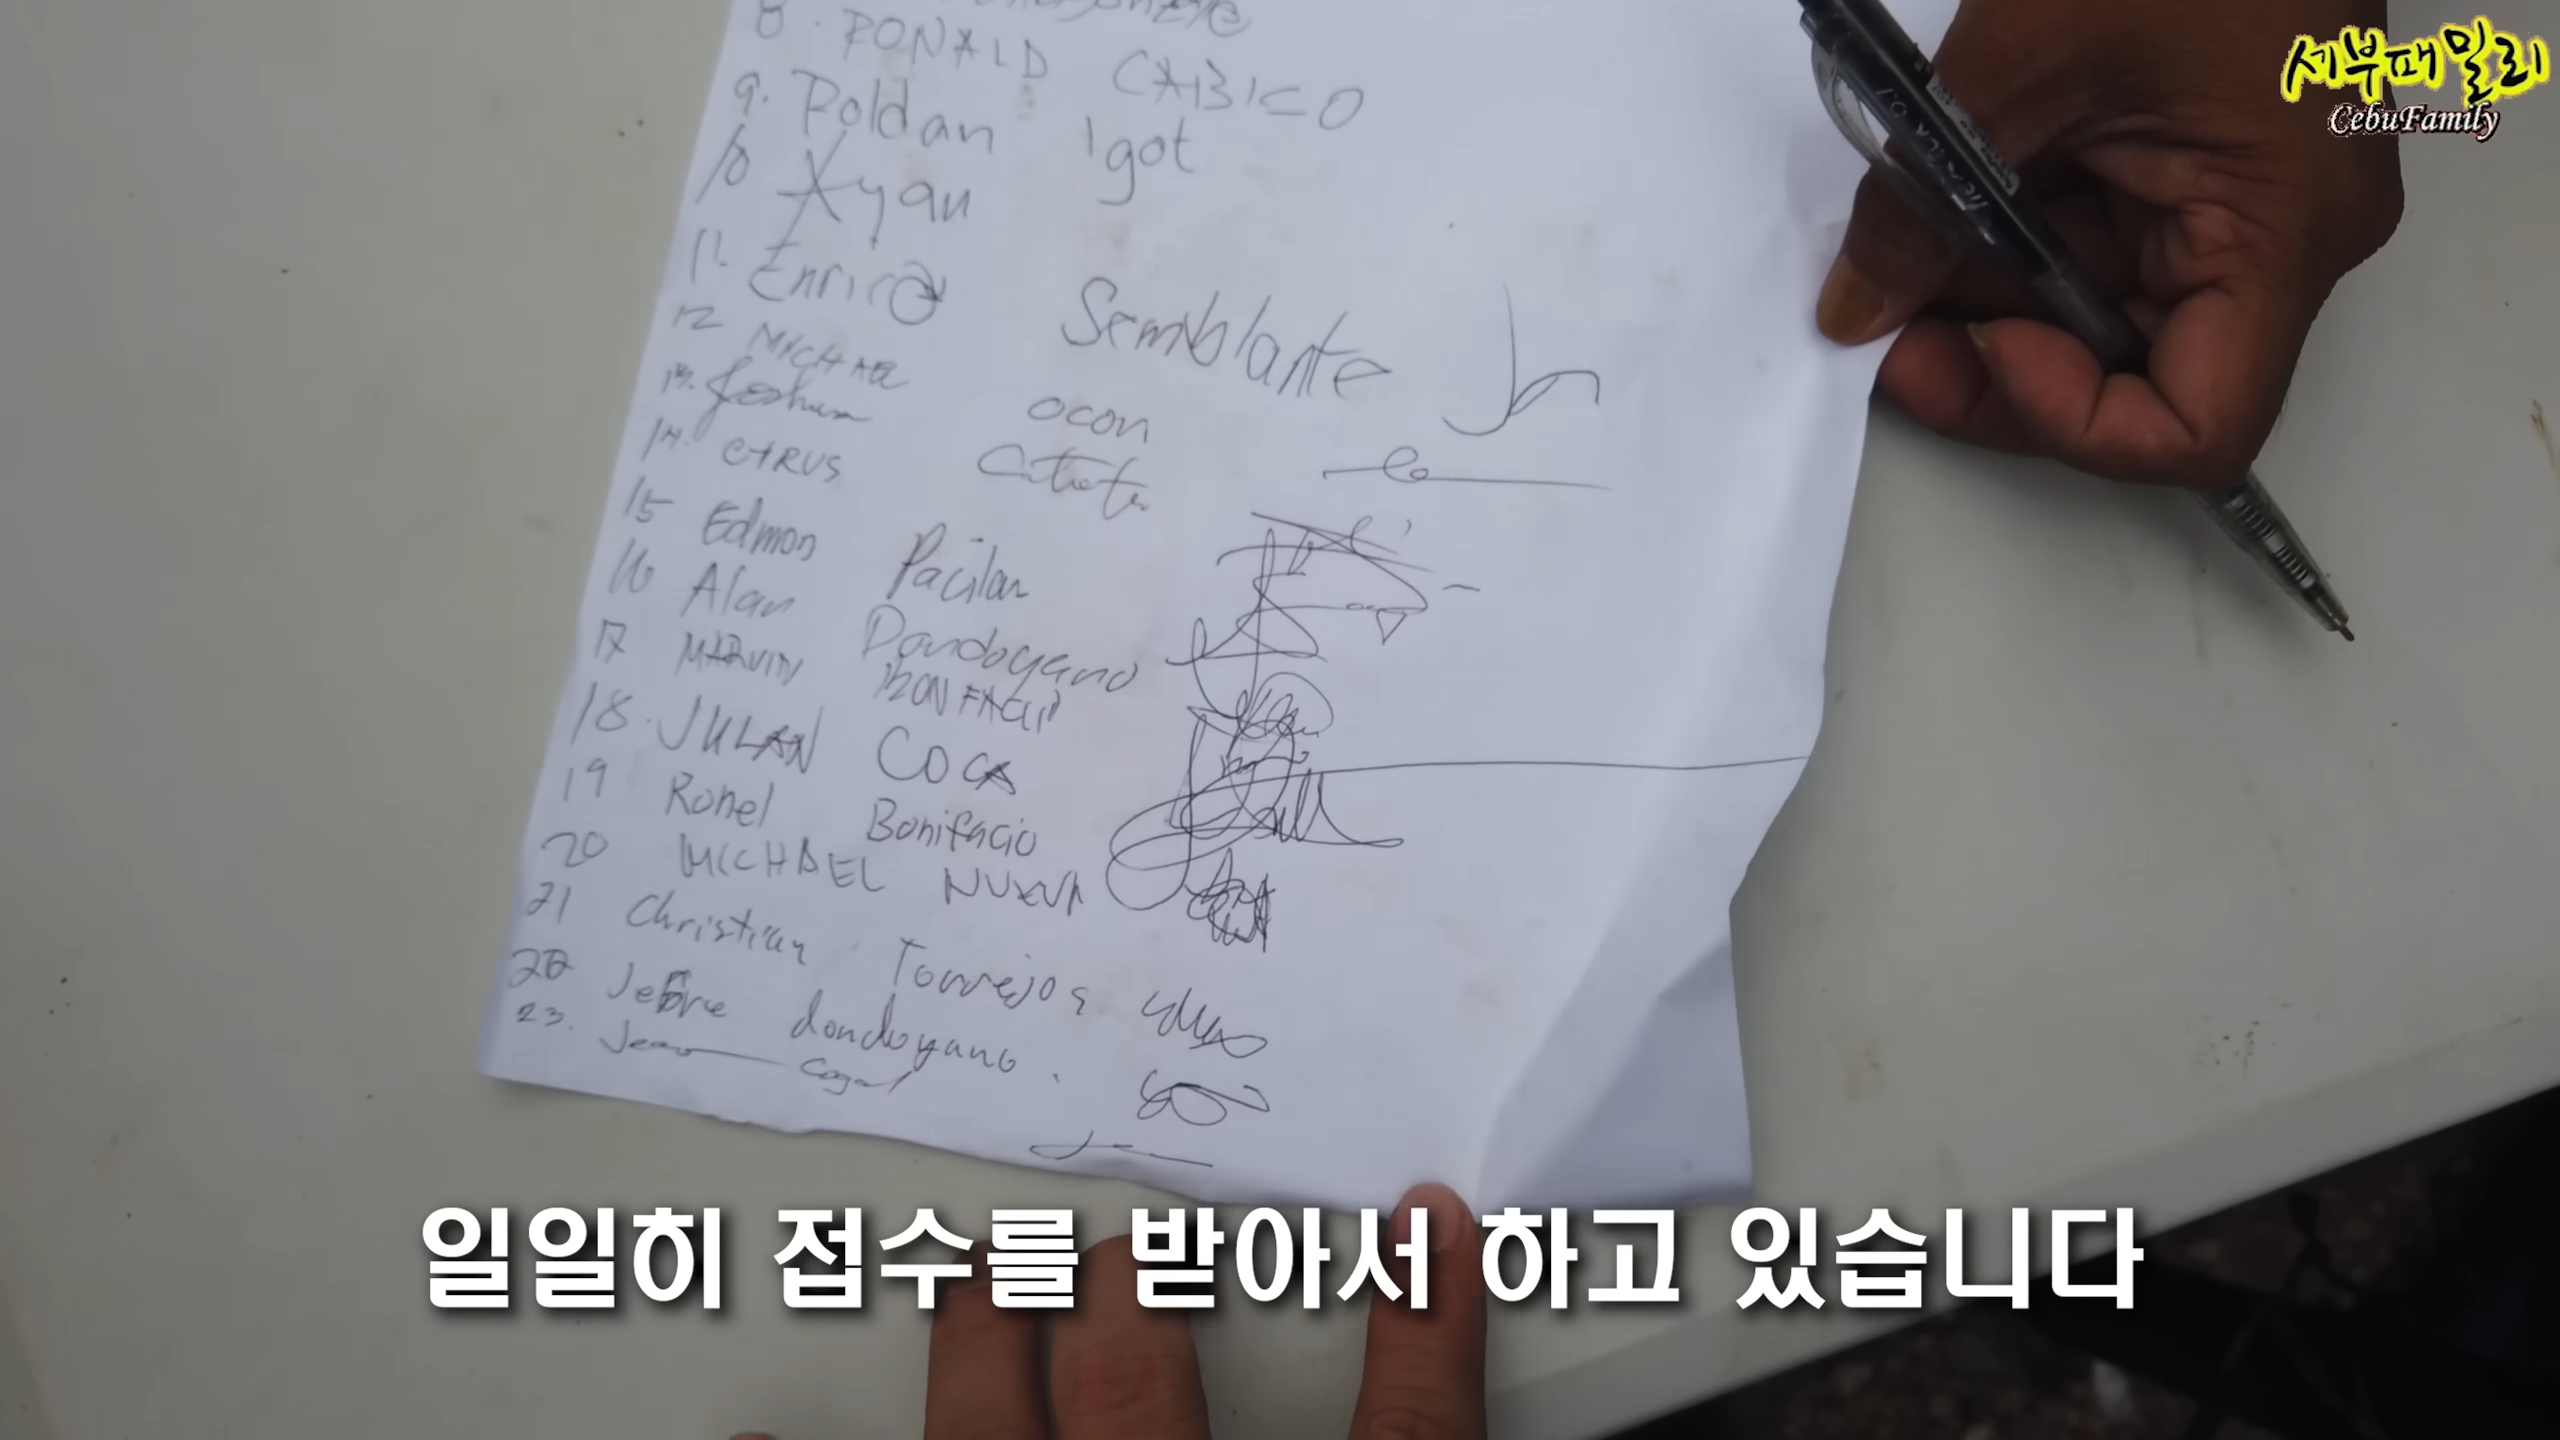 세부패밀리
CebuFamily
8. RONALD CABICO
9. Roldan Igot
10 Ayan
11. Enrico Semblante Jr
12 MICHAEL ocon
13. Joshua
14. CYRUS
15 Edmon Pacilan
16 Alan Dondoyano
17 MARVIN BONIFACIO
18. JULIAN COCA
19 Ronel Bonifacio
20 MICHAEL NUEVA
21 Christian Torrejos
22 dondoyano.
23.
일일히 접수를 받아서 하고 있습니다